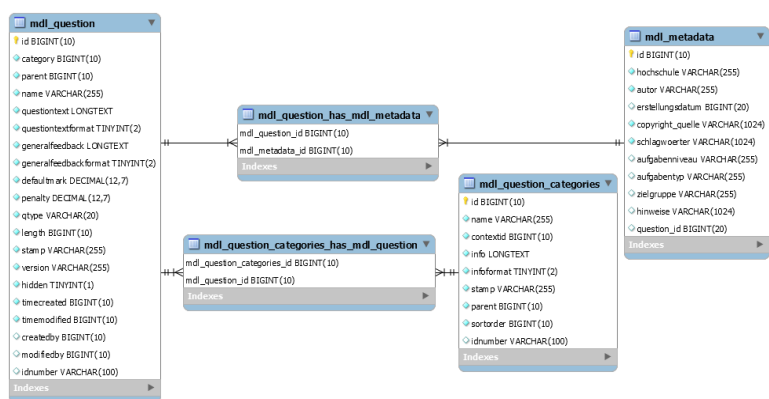 mdl_question
id BIGINT(10)
category BIGINT(10)
parent BIGINT(10)
name VARCHAR(255)
questiontext LONGTEXT
questiontextformat TINYINT(2)
generalfeedback LONGTEXT
generalfeedbackformat TINYINT(2)
defaultmark DECIMAL(12,7)
penalty DECIMAL(12,7)
qtype VARCHAR(20)
length BIGINT(10)
stamp VARCHAR(255)
version VARCHAR(255)
hidden TINYINT(1)
timecreated BIGINT(10)
timemodified BIGINT(10)
createdby BIGINT(10)
modifiedby BIGINT(10)
idnumber VARCHAR(100)
Indexes
mdl_question_has_mdl_metadata
mdl_question_id BIGINT(10)
mdl_metadata_id BIGINT(10)
Indexes
mdl_question_categories_has_mdl_question
mdl_question_categories_id BIGINT(10)
mdl_question_id BIGINT(10)
Indexes
mdl_question_categories
id BIGINT(10)
name VARCHAR(255)
contextid BIGINT(10)
info LONGTEXT
infoformat TINYINT(2)
stamp VARCHAR(255)
parent BIGINT(10)
sortorder BIGINT(10)
idnumber VARCHAR(100)
Indexes
mdl_metadata
id BIGINT(10)
hochschule VARCHAR(255)
autor VARCHAR(255)
erstellungsdatum BIGINT(20)
copyright_quelle VARCHAR(1024)
schlagwoerter VARCHAR(1024)
aufgabenniveau VARCHAR(255)
aufgabentyp VARCHAR(255)
zielgruppe VARCHAR(255)
hinweise VARCHAR(1024)
question_id BIGINT(20)
Indexes